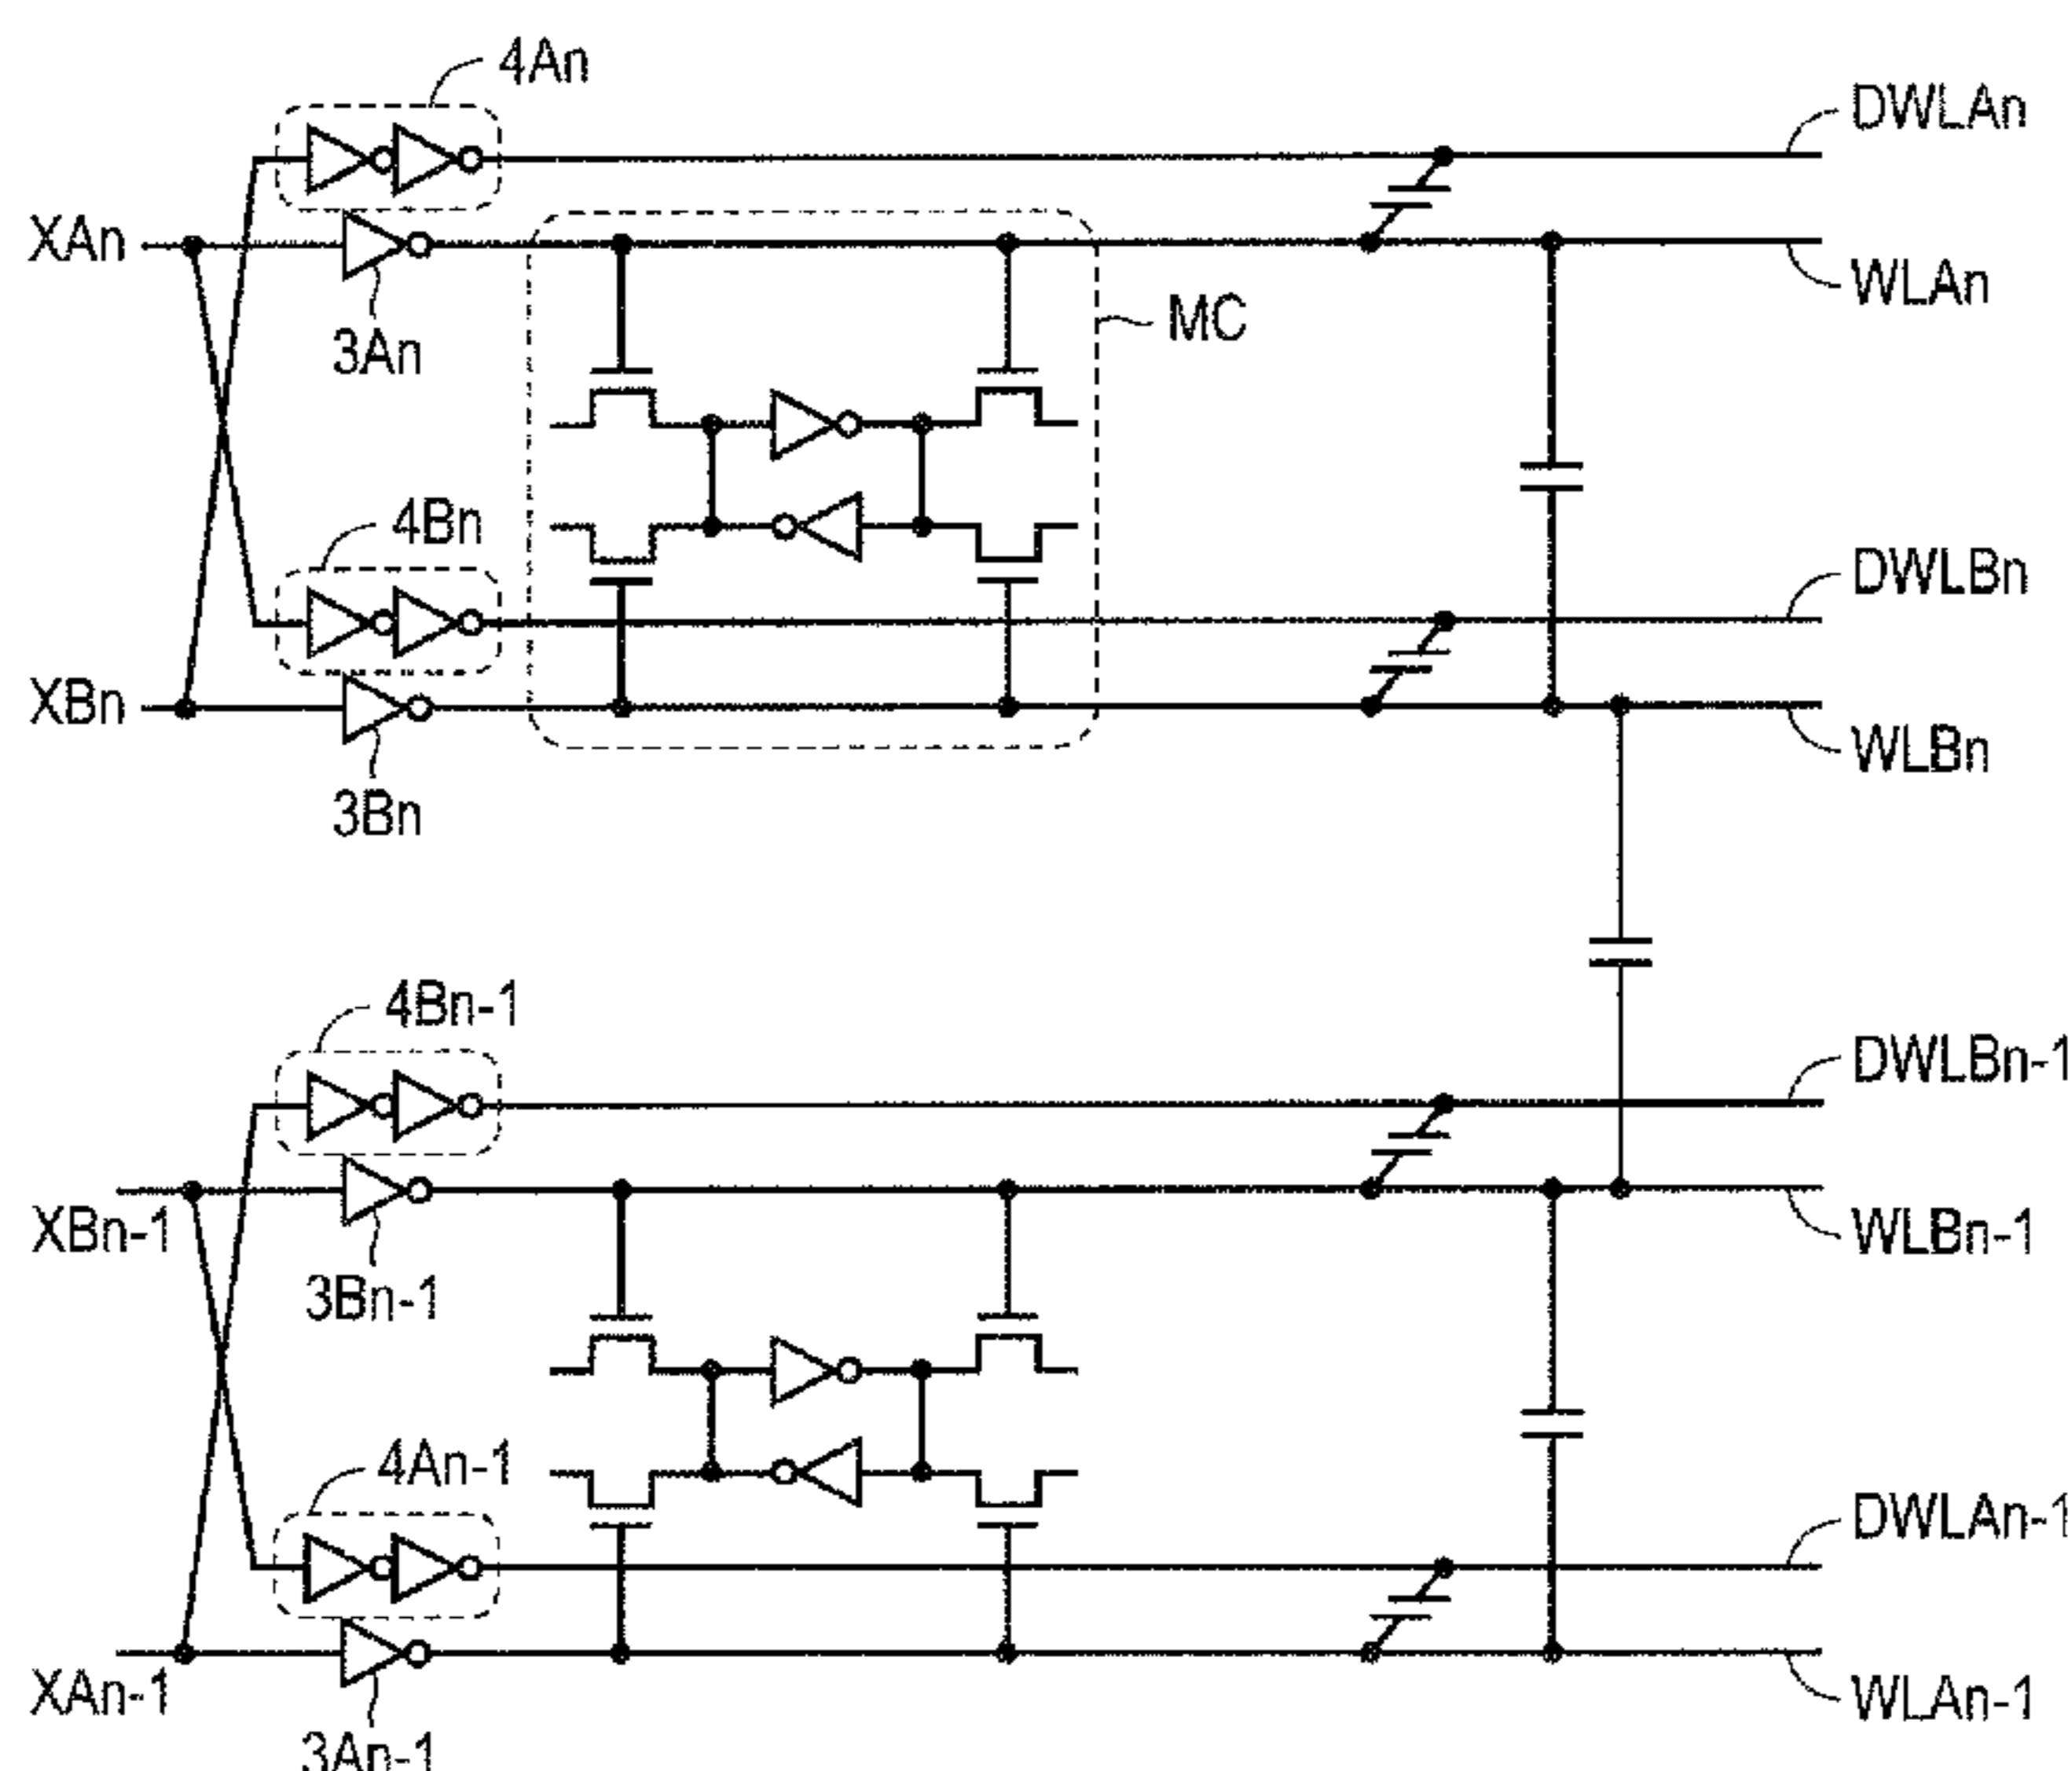 4An
DWLAn
XAn
WLAn
MC
3An
4Bn
DWLBn
XBn
WLBn
3Bn
4Bn-1
DWLBn-1
XBn-1
WLBn-1
3Bn-1
4An-1
DWLAn-1
XAn-1
WLAn-1
3An-1